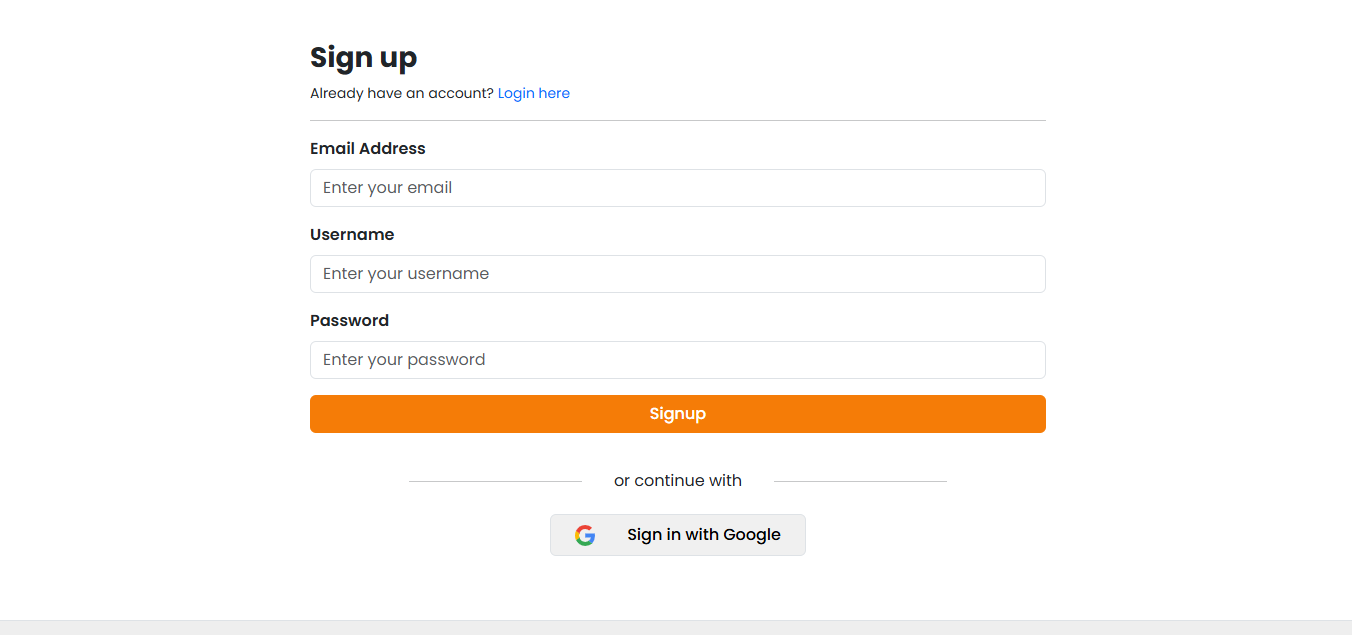 Sign up
Already have an account? Login here
Email Address
Enter your email
Username
Enter your username
Password
Enter your password
Signup
or continue with
Sign in with Google